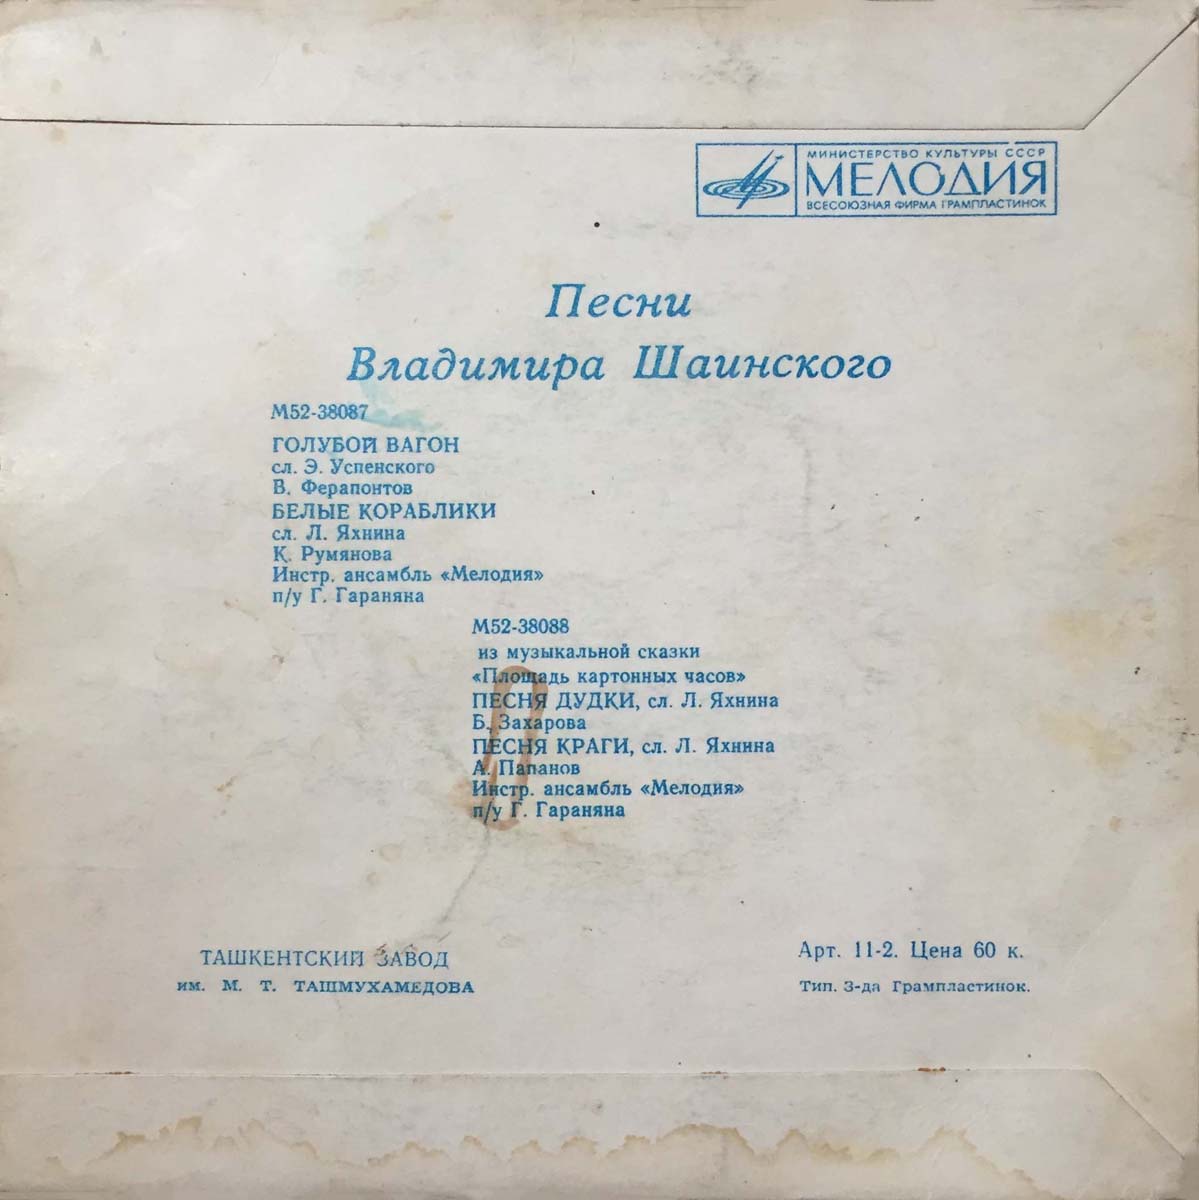 МИНИСТЕРСТВО КУЛЬТУРЫ СССР
МЕЛОДИЯ
ВСЕСОЮЗНАЯ ФИРМА ГРАМПЛАСТИНОК
Песни
Владимира Шаинского
М52-38087
ГОЛУБОЙ ВАГОН
сл. Э. Успенского
В. Ферапонтов
БЕЛЫЕ КОРАБЛИКИ
сл. Л. Яхнина
К. Румянова
Инстр. ансамбль «Мелодия»
п/у Г. Гараняна
М52-38088
из музыкальной сказки
«Площадь картонных часов»
ПЕСНЯ ДУДКИ, сл. Л. Яхнина
Б. Захарова
ПЕСНЯ КРАГИ, сл. Л. Яхнина
А. Папанов
Инстр. ансамбль «Мелодия»
п/у Г. Гараняна
ТАШКЕНТСКИЙ ЗАВОД
им. М. Т. ТАШМУХАМЕДОВА
Арт. 11-2. Цена 60 к.
Тип. З-да Грампластинок.